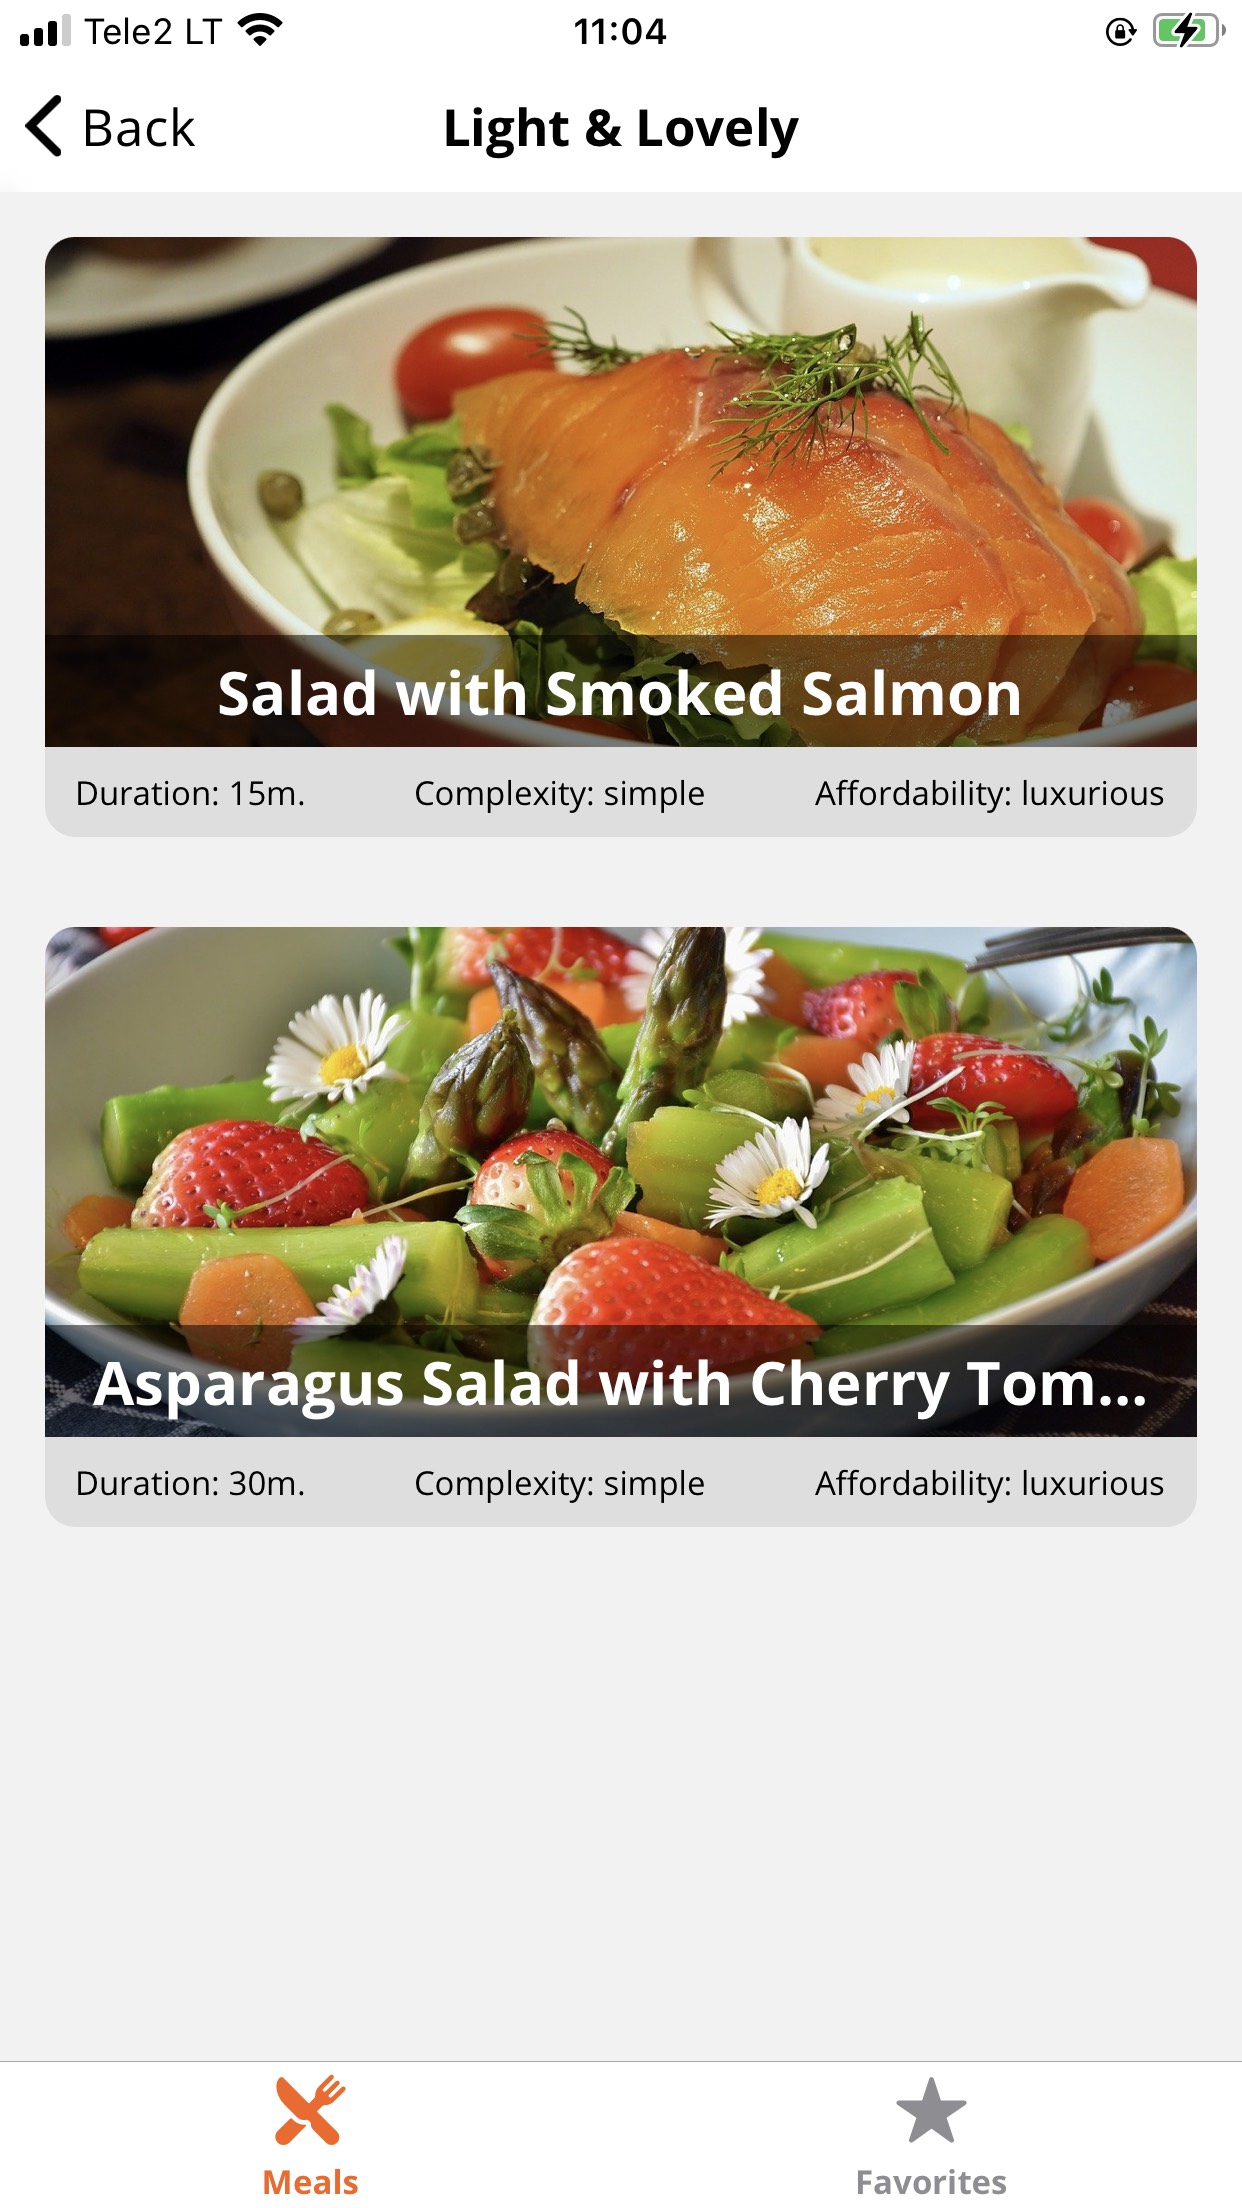 Tele2 LT 11:04
Back Light & Lovely
Salad with Smoked Salmon
Duration: 15m. Complexity: simple Affordability: luxurious
Asparagus Salad with Cherry Tom...
Duration: 30m. Complexity: simple Affordability: luxurious
Meals Favorites